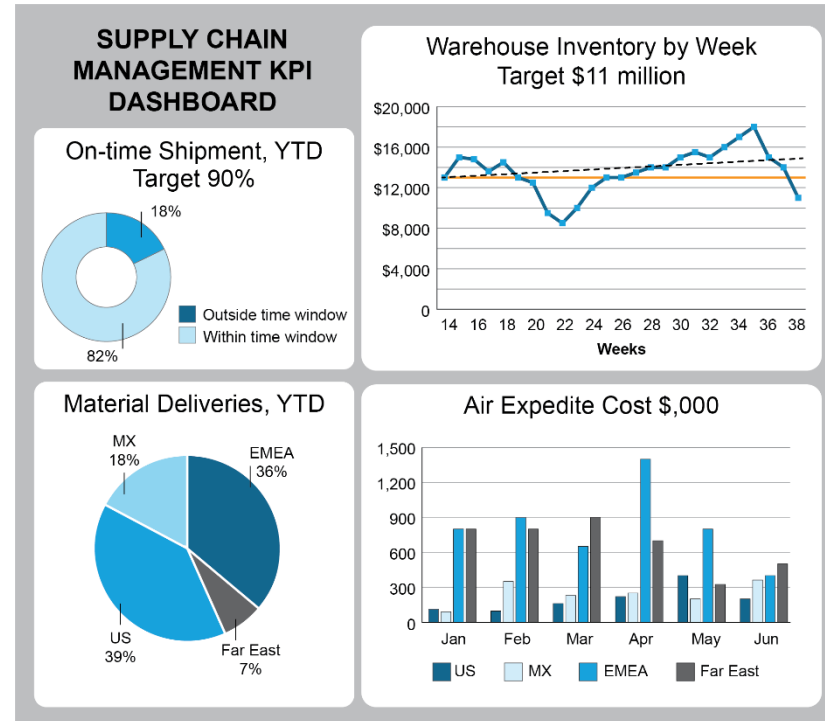 SUPPLY CHAIN
MANAGEMENT KPI
DASHBOARD
On-time Shipment, YTD
Target 90%
18%
82%
Outside time window
Within time window
Warehouse Inventory by Week
Target $11 million
$20,000
$16,000
$12,000
$8,000
$4,000
0
14 16 18 20 22 24 26 28 30 32 34 36 38
Weeks
Material Deliveries, YTD
MX
18%
EMEA
36%
US
39%
Far East
7%
Air Expedite Cost $,000
1,500
1,200
900
600
300
0
Jan Feb Mar Apr May Jun
US MX EMEA Far East